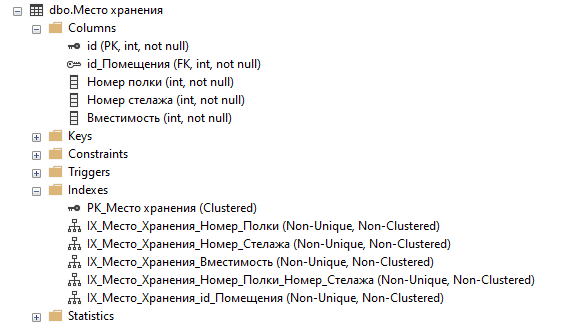 dbo.Место хранения
Columns
id (PK, int, not null)
id_Помещения (FK, int, not null)
Номер полки (int, not null)
Номер стелажа (int, not null)
Вместимость (int, not null)
Keys
Constraints
Triggers
Indexes
PK_Место хранения (Clustered)
IX_Место_Хранения_Номер_Полки (Non-Unique, Non-Clustered)
IX_Место_Хранения_Номер_Стелажа (Non-Unique, Non-Clustered)
IX_Место_Хранения_Вместимость (Non-Unique, Non-Clustered)
IX_Место_Хранения_Номер_Полки_Номер_Стелажа (Non-Unique, Non-Clustered)
IX_Место_Хранения_id_Помещения (Non-Unique, Non-Clustered)
Statistics